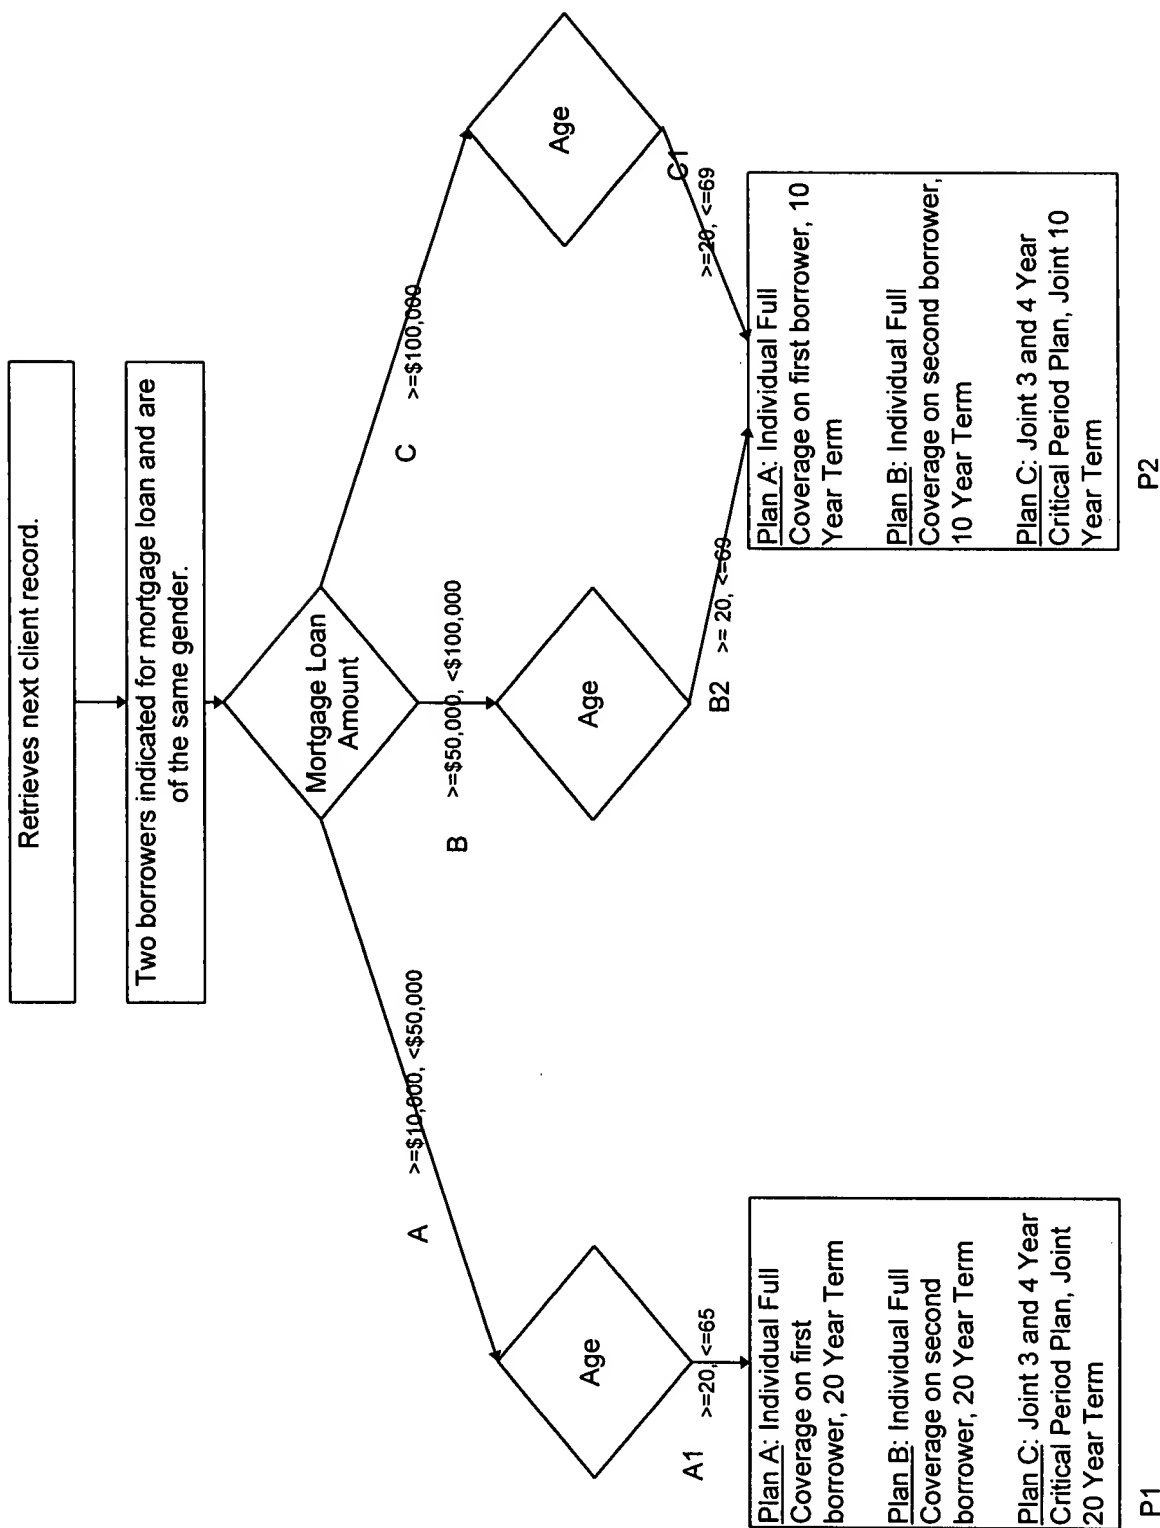 Retrieves next client record.
Two borrowers indicated for mortgage loan and are
of the same gender.
Mortgage Loan
Amount
A
>=$10,000, <$50,000
B
>=$50,000, <$100,000
C
>=$100,000
Age
Age
Age
A1
>=20, <=65
B2
>= 20, <=69
C1
>=20, <=69
Plan A: Individual Full
Coverage on first
borrower, 20 Year Term
Plan B: Individual Full
Coverage on second
borrower, 20 Year Term
Plan C: Joint 3 and 4 Year
Critical Period Plan, Joint
20 Year Term
P1
Plan A: Individual Full
Coverage on first borrower, 10
Year Term
Plan B: Individual Full
Coverage on second borrower,
10 Year Term
Plan C: Joint 3 and 4 Year
Critical Period Plan, Joint 10
Year Term
P2